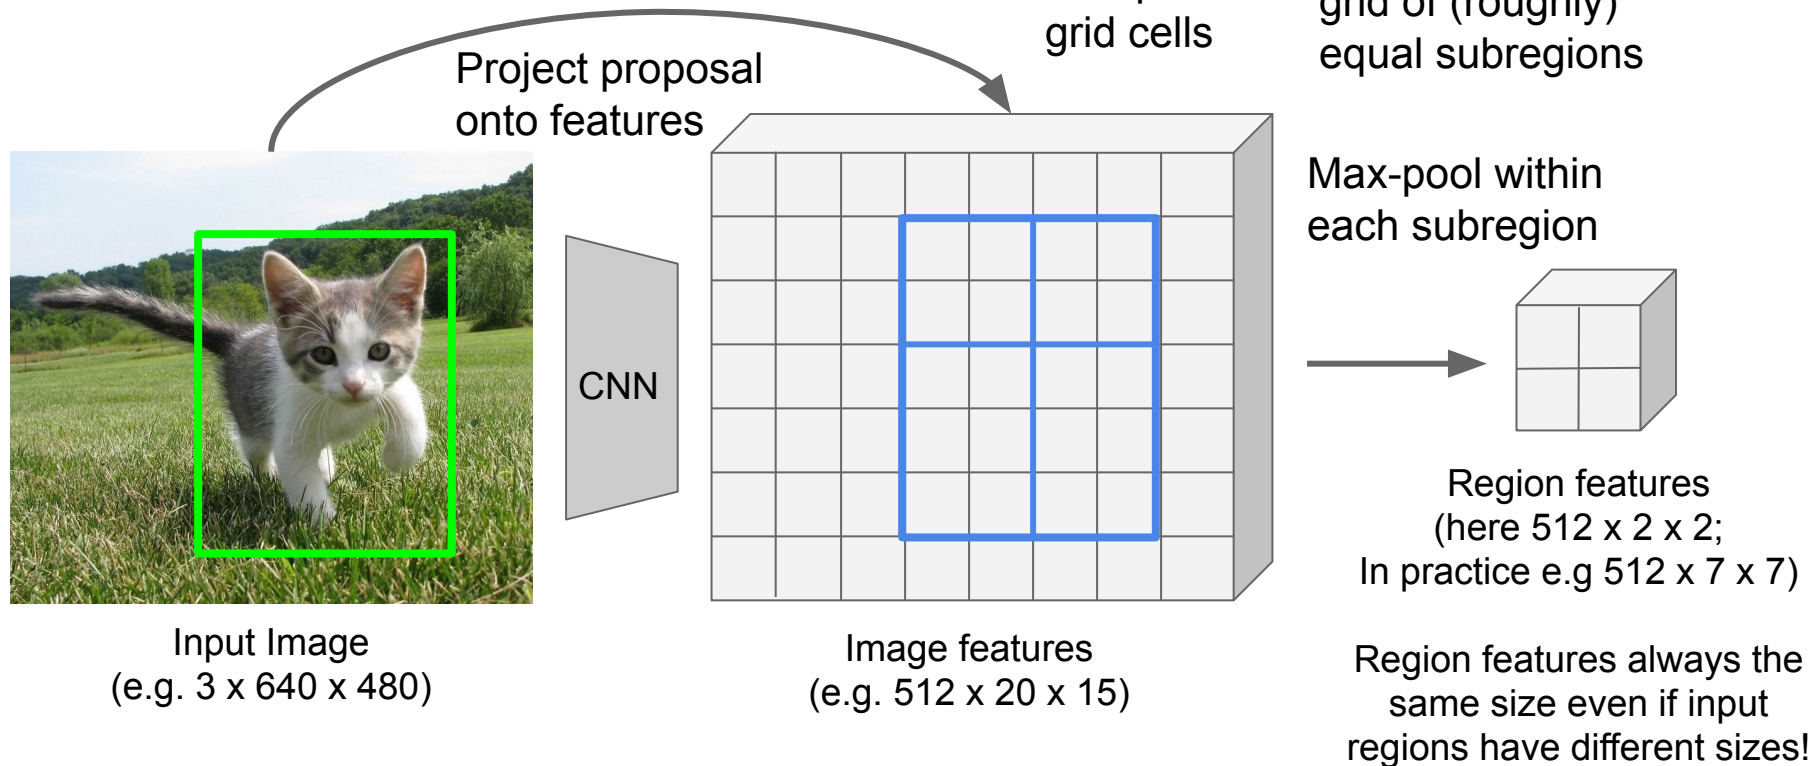 grid cells
grid of (roughly)
equal subregions
Project proposal
onto features
Max-pool within
each subregion
CNN
Region features
(here 512 x 2 x 2;
In practice e.g 512 x 7 x 7)
Input Image
(e.g. 3 x 640 x 480)
Image features
(e.g. 512 x 20 x 15)
Region features always the
same size even if input
regions have different sizes!